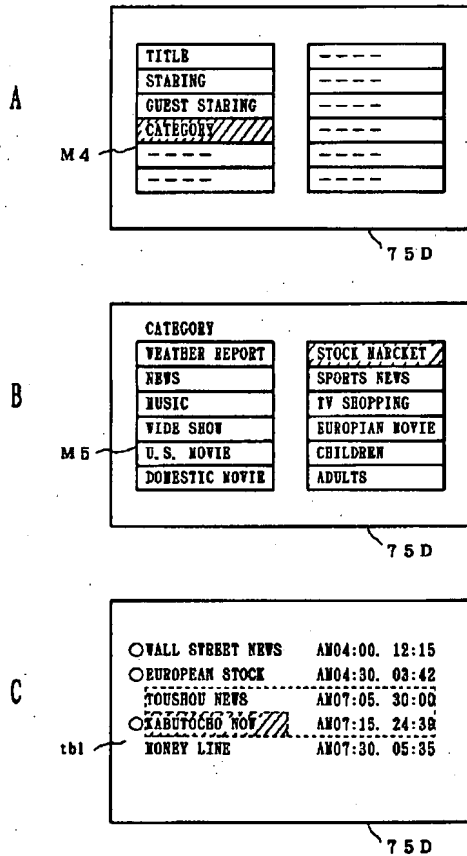 A
TITLE
STARING
GUEST STARING
CATEGORY
M4
75D
B
CATEGORY
WEATHER REPORT STOCK MARCKET
NEWS SPORTS NEWS
MUSIC TV SHOPPING
WIDE SHOW EUROPIAN MOVIE
U.S. MOVIE CHILDREN
DOMESTIC MOVIE ADULTS
M5
75D
C
WALL STREET NEWS AM04:00. 12:15
EUROPEAN STOCK AM04:30. 03:42
TOUSHOU NEWS AM07:05. 30:00
KABUTOCHO NOW AM07:15. 24:39
MONEY LINE AM07:30. 05:35
tbl
75D